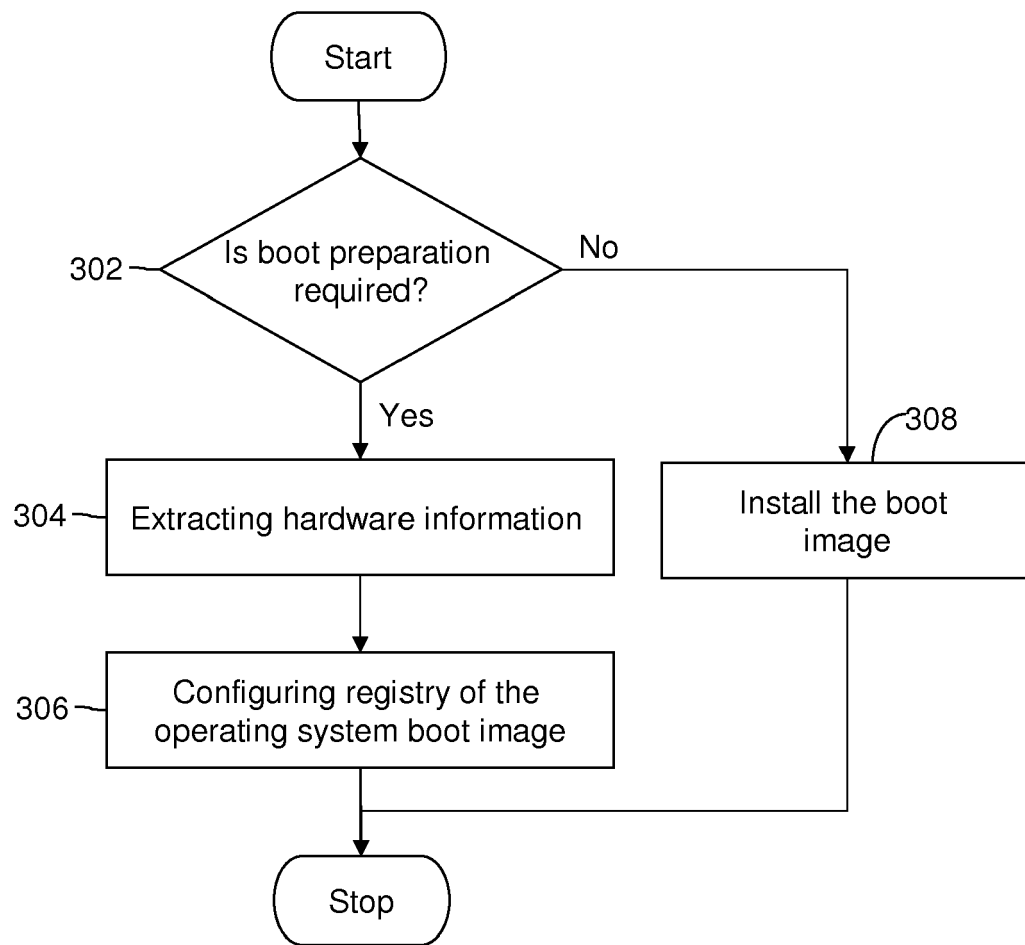 Start
302
Is boot preparation
required?
No
Yes
308
304
Extracting hardware information
Install the boot
image
306
Configuring registry of the
operating system boot image
Stop